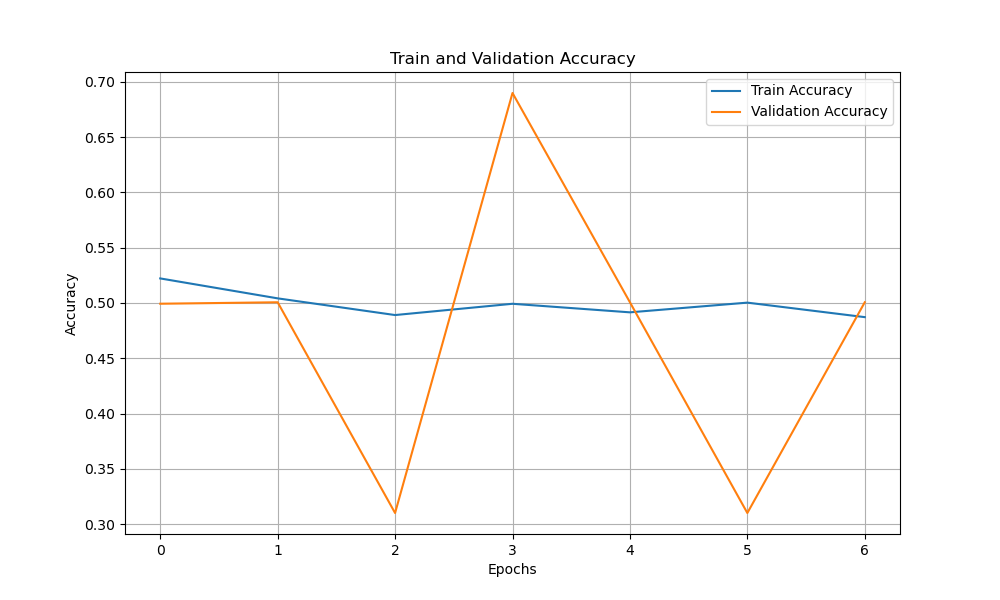 Train and Validation Accuracy
Train Accuracy
Validation Accuracy
0.70
0.65
0.60
0.55
0.50
0.45
0.40
0.35
0.30
Accuracy
0 1 2 3 4 5 6
Epochs